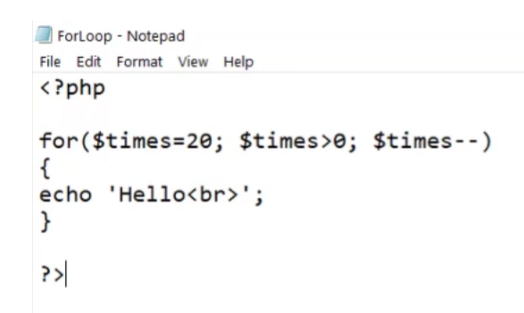 ForLoop - Notepad
File Edit Format View Help
<?php
for($times=20; $times>0; $times--)
{
echo 'Hello<br>';
}
?>